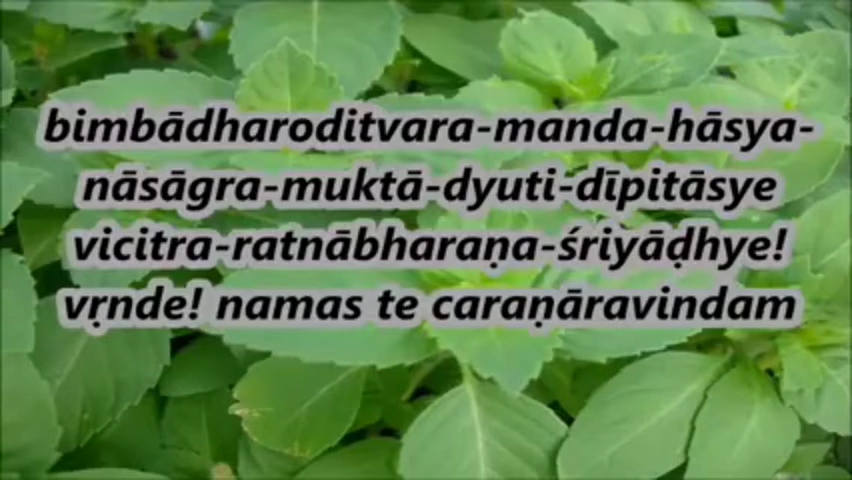 bimbādharoditvara-manda-hāsya-
nāsāgra-muktā-dyuti-dīpitāsye
vicitra-ratnābharaṇa-śriyāḍhye!
vṛnde! namas te caraṇāravindam